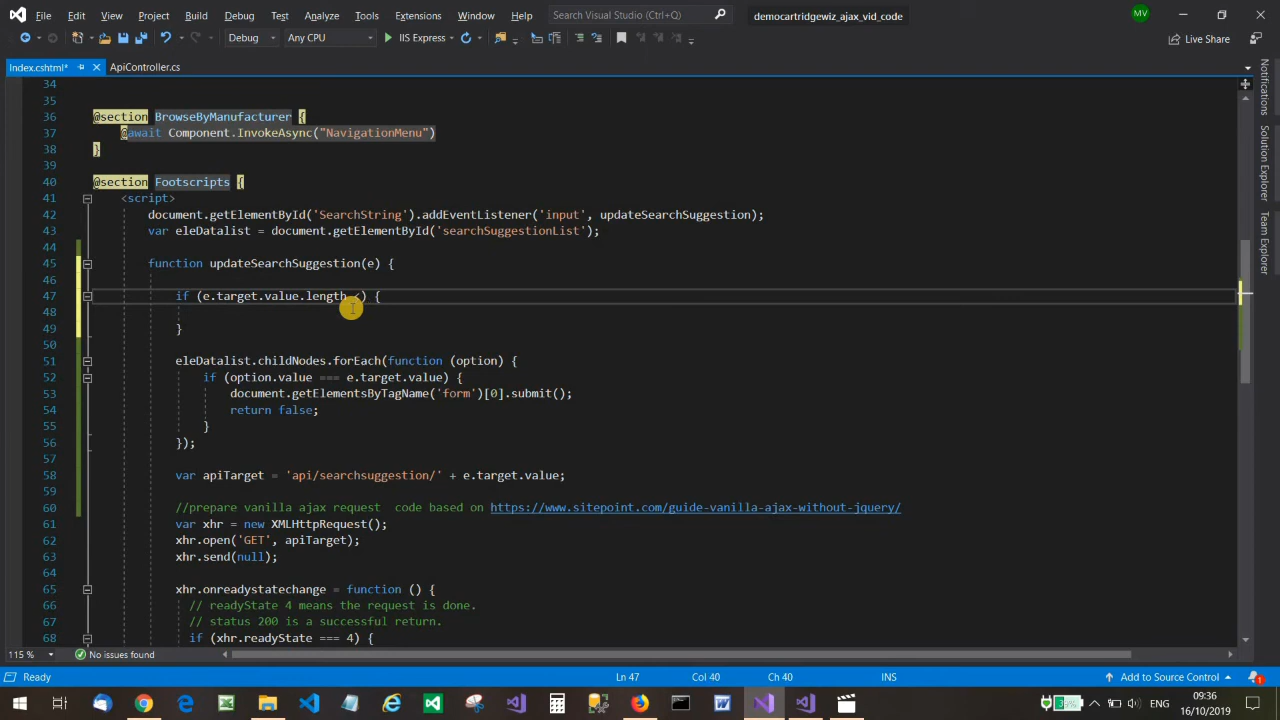 File Edit View Project Build Debug Test Analyze Tools Extensions Window Help Search Visual Studio (Ctrl+Q) democartridgewiz_ajax_vid_code MV
Debug Any CPU IIS Express Live Share
Index.cshtml* ApiController.cs
34
35
36 @section BrowseByManufacturer {
37 @await Component.InvokeAsync("NavigationMenu")
38 }
39
40 @section Footscripts {
41 <script>
42 document.getElementById('SearchString').addEventListener('input', updateSearchSuggestion);
43 var eleDatalist = document.getElementById('searchSuggestionList');
44
45 function updateSearchSuggestion(e) {
46
47 if (e.target.value.length <) {
48
49 }
50
51 eleDatalist.childNodes.forEach(function (option) {
52 if (option.value === e.target.value) {
53 document.getElementsByTagName('form')[0].submit();
54 return false;
55 }
56 });
57
58 var apiTarget = 'api/searchsuggestion/' + e.target.value;
59
60 //prepare vanilla ajax request  code based on https://www.sitepoint.com/guide-vanilla-ajax-without-jquery/
61 var xhr = new XMLHttpRequest();
62 xhr.open('GET', apiTarget);
63 xhr.send(null);
64
65 xhr.onreadystatechange = function () {
66 // readyState 4 means the request is done.
67 // status 200 is a successful return.
68 if (xhr.readyState === 4) {
Notifications
Solution Explorer
Team Explorer
115 % No issues found
Ready Ln 47 Col 40 Ch 40 INS Add to Source Control 1
39% ENG 09:36
16/10/2019